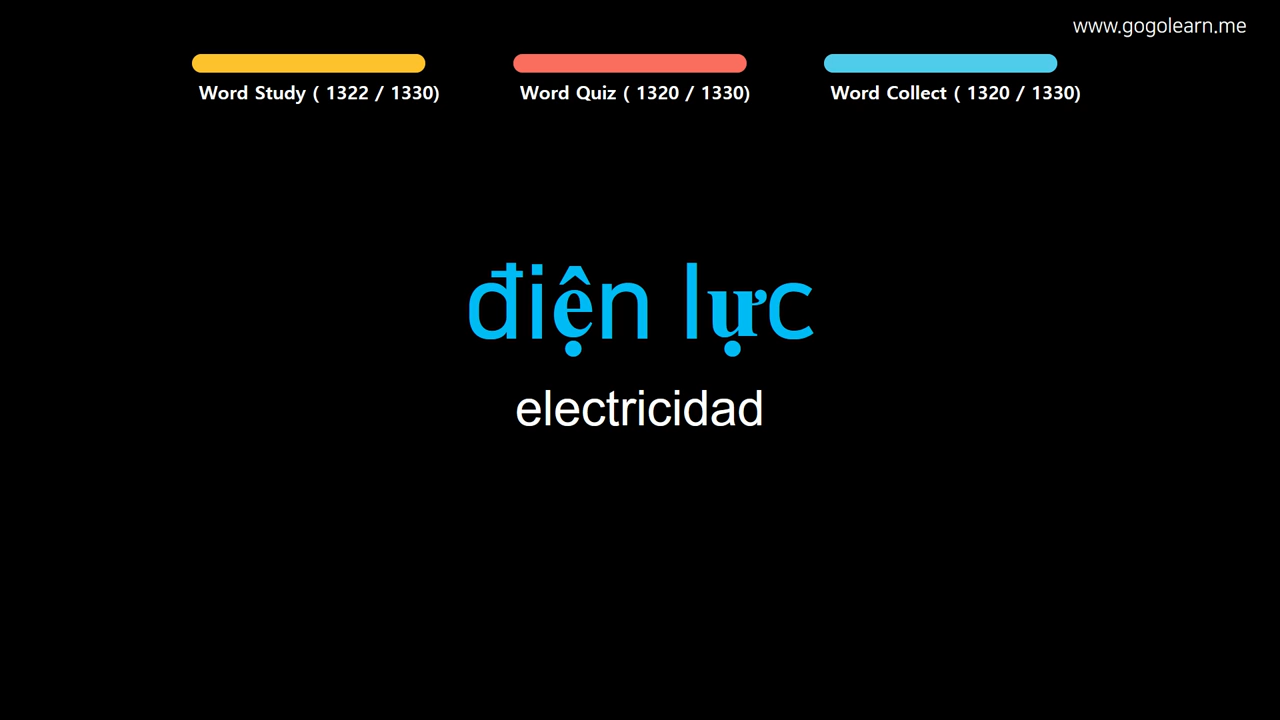 www.gogolearn.me
Word Study ( 1322 / 1330)
Word Quiz ( 1320 / 1330)
Word Collect ( 1320 / 1330)
điện lực
electricidad